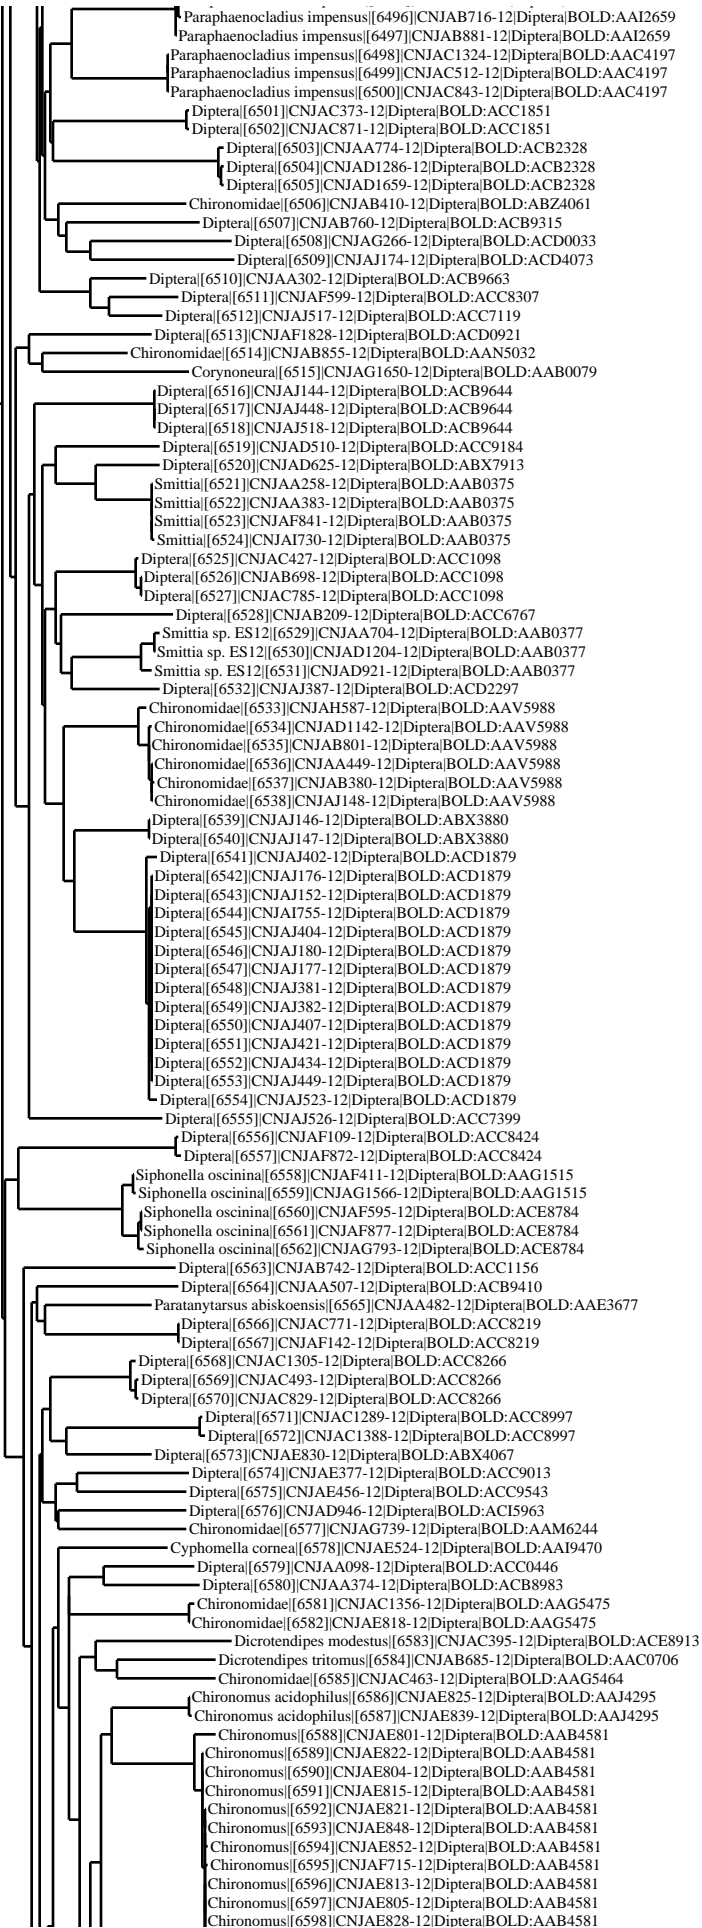 Paraphaenocladius impensus|[6496]|CNJAB716-12|Diptera|BOLD:AAI2659
Paraphaenocladius impensus|[6497]|CNJAB881-12|Diptera|BOLD:AAI2659
Paraphaenocladius impensus|[6498]|CNJAC1324-12|Diptera|BOLD:AAC4197
Paraphaenocladius impensus|[6499]|CNJAC512-12|Diptera|BOLD:AAC4197
Paraphaenocladius impensus|[6500]|CNJAC843-12|Diptera|BOLD:AAC4197
Diptera|[6501]|CNJAC373-12|Diptera|BOLD:ACC1851
Diptera|[6502]|CNJAC871-12|Diptera|BOLD:ACC1851
Diptera|[6503]|CNJAA774-12|Diptera|BOLD:ACB2328
Diptera|[6504]|CNJAD1286-12|Diptera|BOLD:ACB2328
Diptera|[6505]|CNJAD1659-12|Diptera|BOLD:ACB2328
Chironomidae|[6506]|CNJAB410-12|Diptera|BOLD:ABZ4061
Diptera|[6507]|CNJAB760-12|Diptera|BOLD:ACB9315
Diptera|[6508]|CNJAG266-12|Diptera|BOLD:ACD0033
Diptera|[6509]|CNJAJ174-12|Diptera|BOLD:ACD4073
Diptera|[6510]|CNJAA302-12|Diptera|BOLD:ACB9663
Diptera|[6511]|CNJAF599-12|Diptera|BOLD:ACC8307
Diptera|[6512]|CNJAJ517-12|Diptera|BOLD:ACC7119
Diptera|[6513]|CNJAF1828-12|Diptera|BOLD:ACD0921
Chironomidae|[6514]|CNJAB855-12|Diptera|BOLD:AAN5032
Corynoneura|[6515]|CNJAG1650-12|Diptera|BOLD:AAB0079
Diptera|[6516]|CNJAJ144-12|Diptera|BOLD:ACB9644
Diptera|[6517]|CNJAJ448-12|Diptera|BOLD:ACB9644
Diptera|[6518]|CNJAJ518-12|Diptera|BOLD:ACB9644
Diptera|[6519]|CNJAD510-12|Diptera|BOLD:ACC9184
Diptera|[6520]|CNJAD625-12|Diptera|BOLD:ABX7913
Smittia|[6521]|CNJAA258-12|Diptera|BOLD:AAB0375
Smittia|[6522]|CNJAA383-12|Diptera|BOLD:AAB0375
Smittia|[6523]|CNJAF841-12|Diptera|BOLD:AAB0375
Smittia|[6524]|CNJAI730-12|Diptera|BOLD:AAB0375
Diptera|[6525]|CNJAC427-12|Diptera|BOLD:ACC1098
Diptera|[6526]|CNJAB698-12|Diptera|BOLD:ACC1098
Diptera|[6527]|CNJAC785-12|Diptera|BOLD:ACC1098
Diptera|[6528]|CNJAB209-12|Diptera|BOLD:ACC6767
Smittia sp. ES12|[6529]|CNJAA704-12|Diptera|BOLD:AAB0377
Smittia sp. ES12|[6530]|CNJAD1204-12|Diptera|BOLD:AAB0377
Smittia sp. ES12|[6531]|CNJAD921-12|Diptera|BOLD:AAB0377
Diptera|[6532]|CNJAJ387-12|Diptera|BOLD:ACD2297
Chironomidae|[6533]|CNJAH587-12|Diptera|BOLD:AAV5988
Chironomidae|[6534]|CNJAD1142-12|Diptera|BOLD:AAV5988
Chironomidae|[6535]|CNJAB801-12|Diptera|BOLD:AAV5988
Chironomidae|[6536]|CNJAA449-12|Diptera|BOLD:AAV5988
Chironomidae|[6537]|CNJAB380-12|Diptera|BOLD:AAV5988
Chironomidae|[6538]|CNJAJ148-12|Diptera|BOLD:AAV5988
Diptera|[6539]|CNJAJ146-12|Diptera|BOLD:ABX3880
Diptera|[6540]|CNJAJ147-12|Diptera|BOLD:ABX3880
Diptera|[6541]|CNJAJ402-12|Diptera|BOLD:ACD1879
Diptera|[6542]|CNJAJ176-12|Diptera|BOLD:ACD1879
Diptera|[6543]|CNJAJ152-12|Diptera|BOLD:ACD1879
Diptera|[6544]|CNJAI755-12|Diptera|BOLD:ACD1879
Diptera|[6545]|CNJAJ404-12|Diptera|BOLD:ACD1879
Diptera|[6546]|CNJAJ180-12|Diptera|BOLD:ACD1879
Diptera|[6547]|CNJAJ177-12|Diptera|BOLD:ACD1879
Diptera|[6548]|CNJAJ381-12|Diptera|BOLD:ACD1879
Diptera|[6549]|CNJAJ382-12|Diptera|BOLD:ACD1879
Diptera|[6550]|CNJAJ407-12|Diptera|BOLD:ACD1879
Diptera|[6551]|CNJAJ421-12|Diptera|BOLD:ACD1879
Diptera|[6552]|CNJAJ434-12|Diptera|BOLD:ACD1879
Diptera|[6553]|CNJAJ449-12|Diptera|BOLD:ACD1879
Diptera|[6554]|CNJAJ523-12|Diptera|BOLD:ACD1879
Diptera|[6555]|CNJAJ526-12|Diptera|BOLD:ACC7399
Diptera|[6556]|CNJAF109-12|Diptera|BOLD:ACC8424
Diptera|[6557]|CNJAF872-12|Diptera|BOLD:ACC8424
Siphonella oscinina|[6558]|CNJAF411-12|Diptera|BOLD:AAG1515
Siphonella oscinina|[6559]|CNJAG1566-12|Diptera|BOLD:AAG1515
Siphonella oscinina|[6560]|CNJAF595-12|Diptera|BOLD:ACE8784
Siphonella oscinina|[6561]|CNJAF877-12|Diptera|BOLD:ACE8784
Siphonella oscinina|[6562]|CNJAG793-12|Diptera|BOLD:ACE8784
Diptera|[6563]|CNJAB742-12|Diptera|BOLD:ACC1156
Diptera|[6564]|CNJAA507-12|Diptera|BOLD:ACB9410
Paratanytarsus abiskoensis|[6565]|CNJAA482-12|Diptera|BOLD:AAE3677
Diptera|[6566]|CNJAC771-12|Diptera|BOLD:ACC8219
Diptera|[6567]|CNJAF142-12|Diptera|BOLD:ACC8219
Diptera|[6568]|CNJAC1305-12|Diptera|BOLD:ACC8266
Diptera|[6569]|CNJAC493-12|Diptera|BOLD:ACC8266
Diptera|[6570]|CNJAC829-12|Diptera|BOLD:ACC8266
Diptera|[6571]|CNJAC1289-12|Diptera|BOLD:ACC8997
Diptera|[6572]|CNJAC1388-12|Diptera|BOLD:ACC8997
Diptera|[6573]|CNJAE830-12|Diptera|BOLD:ABX4067
Diptera|[6574]|CNJAE377-12|Diptera|BOLD:ACC9013
Diptera|[6575]|CNJAE456-12|Diptera|BOLD:ACC9543
Diptera|[6576]|CNJAD946-12|Diptera|BOLD:ACI5963
Chironomidae|[6577]|CNJAG739-12|Diptera|BOLD:AAM6244
Cyphomella cornea|[6578]|CNJAE524-12|Diptera|BOLD:AAI9470
Diptera|[6579]|CNJAA098-12|Diptera|BOLD:ACC0446
Diptera|[6580]|CNJAA374-12|Diptera|BOLD:ACB8983
Chironomidae|[6581]|CNJAC1356-12|Diptera|BOLD:AAG5475
Chironomidae|[6582]|CNJAE818-12|Diptera|BOLD:AAG5475
Dicrotendipes modestus|[6583]|CNJAC395-12|Diptera|BOLD:ACE8913
Dicrotendipes tritomus|[6584]|CNJAB685-12|Diptera|BOLD:AAC0706
Chironomidae|[6585]|CNJAC463-12|Diptera|BOLD:AAG5464
Chironomus acidophilus|[6586]|CNJAE825-12|Diptera|BOLD:AAJ4295
Chironomus acidophilus|[6587]|CNJAE839-12|Diptera|BOLD:AAJ4295
Chironomus|[6588]|CNJAE801-12|Diptera|BOLD:AAB4581
Chironomus|[6589]|CNJAE822-12|Diptera|BOLD:AAB4581
Chironomus|[6590]|CNJAE804-12|Diptera|BOLD:AAB4581
Chironomus|[6591]|CNJAE815-12|Diptera|BOLD:AAB4581
Chironomus|[6592]|CNJAE821-12|Diptera|BOLD:AAB4581
Chironomus|[6593]|CNJAE848-12|Diptera|BOLD:AAB4581
Chironomus|[6594]|CNJAE852-12|Diptera|BOLD:AAB4581
Chironomus|[6595]|CNJAF715-12|Diptera|BOLD:AAB4581
Chironomus|[6596]|CNJAE813-12|Diptera|BOLD:AAB4581
Chironomus|[6597]|CNJAE805-12|Diptera|BOLD:AAB4581
Chironomus|[6598]|CNJAE828-12|Diptera|BOLD:AAB4581